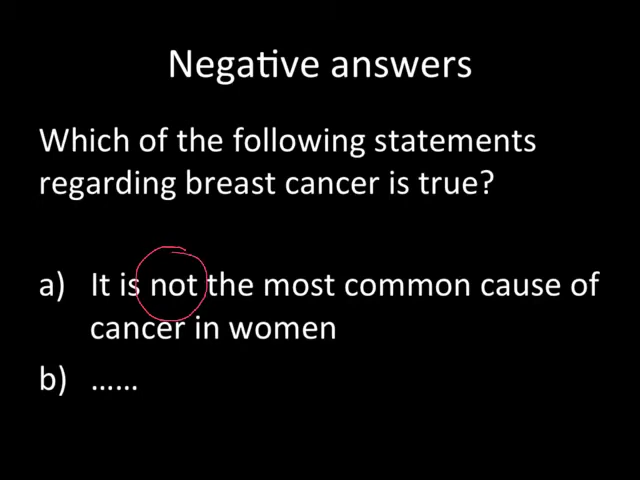 Negative answers
Which of the following statements
regarding breast cancer is true?
a) It is not the most common cause of
cancer in women
b) ......